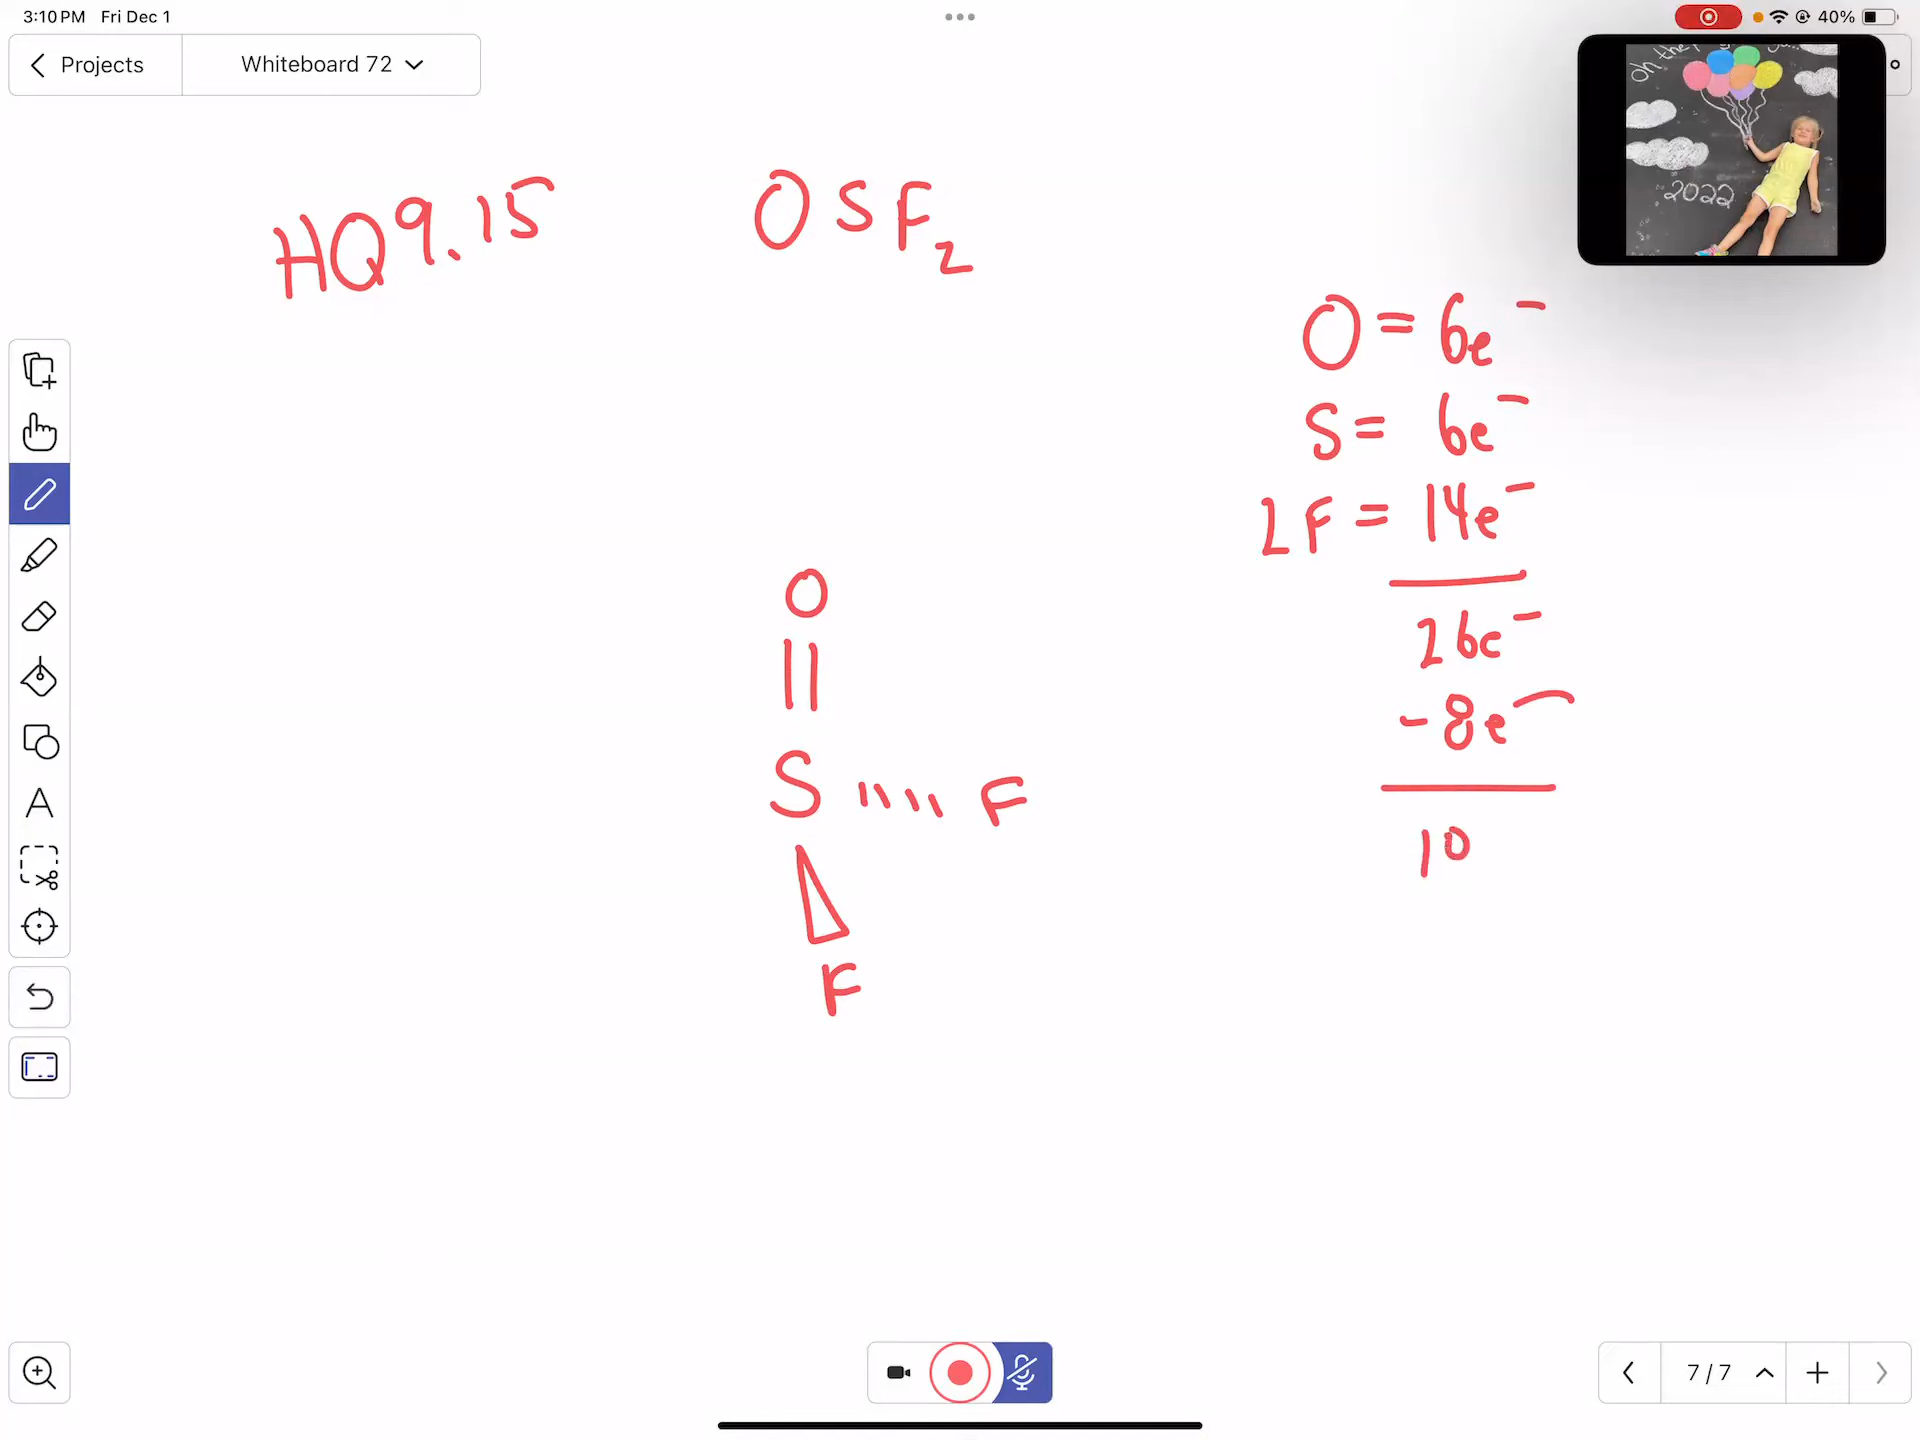 3:10 PM Fri Dec 1
40%
Projects
Whiteboard 72
2022
HQ9.15
OSF₂
O = 6e⁻
S = 6e⁻
2F = 14e⁻
26e⁻
-8e⁻
10
O
S F
F
A
7/7